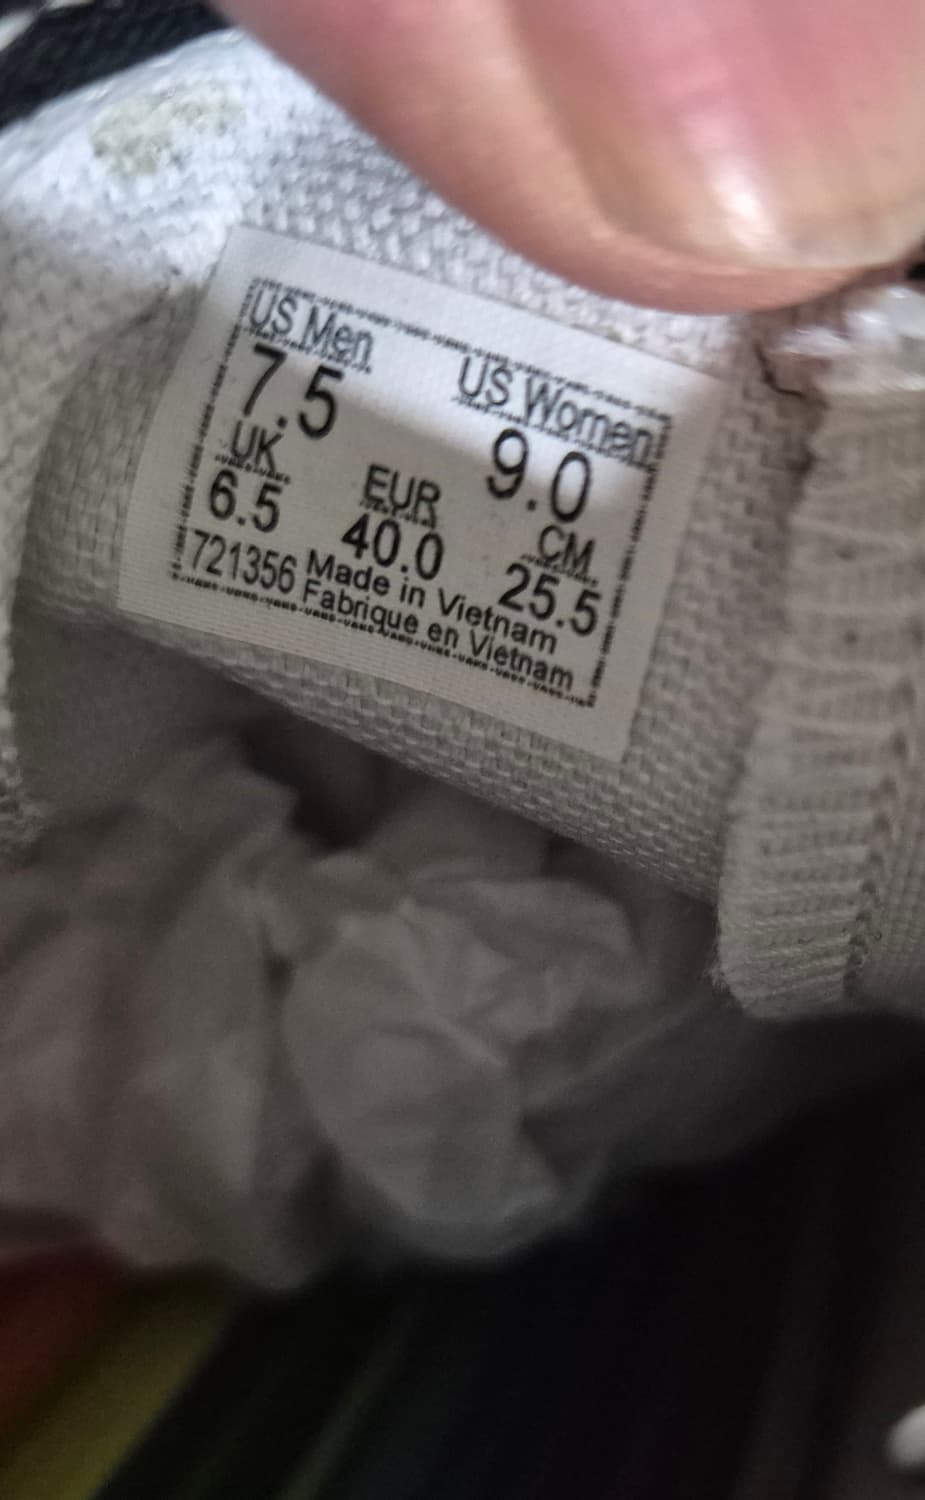 US Men US Women
7.5 9.0
UK EUR CM
6.5 40.0 25.5
721356 Made in Vietnam
Fabrique en Vietnam